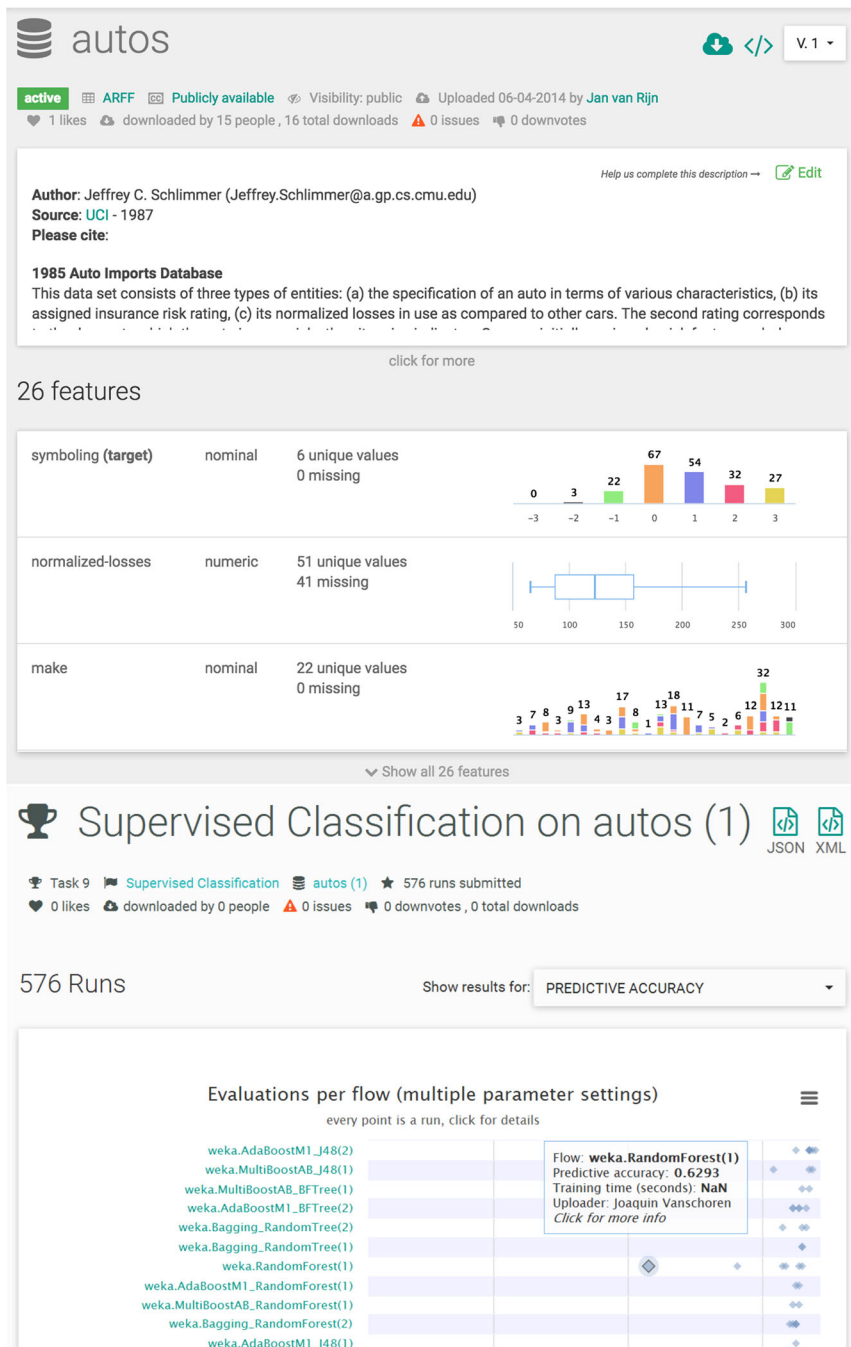 autos
V. 1
active ARFF Publicly available Visibility: public Uploaded 06-04-2014 by Jan van Rijn
1 likes downloaded by 15 people , 16 total downloads 0 issues 0 downvotes
Help us complete this description → Edit
Author: Jeffrey C. Schlimmer (Jeffrey.Schlimmer@a.gp.cs.cmu.edu)
Source: UCI - 1987
Please cite:
1985 Auto Imports Database
This data set consists of three types of entities: (a) the specification of an auto in terms of various characteristics, (b) its
assigned insurance risk rating, (c) its normalized losses in use as compared to other cars. The second rating corresponds
click for more
26 features
symboling (target) nominal 6 unique values
0 missing
0 3 22 67 54 32 27
-3 -2 -1 0 1 2 3
normalized-losses numeric 51 unique values
41 missing
50 100 150 200 250 300
make nominal 22 unique values
0 missing
3 7 8 3 9 13 4 3 17 8 1 13 18 11 7 5 2 6 12 32 12 11
Show all 26 features
Supervised Classification on autos (1)
JSON XML
Task 9 Supervised Classification autos (1) 576 runs submitted
0 likes downloaded by 0 people 0 issues 0 downvotes , 0 total downloads
576 Runs
Show results for: PREDICTIVE ACCURACY
Evaluations per flow (multiple parameter settings)
every point is a run, click for details
weka.AdaBoostM1_J48(2)
weka.MultiBoostAB_J48(1)
weka.MultiBoostAB_BFTree(1)
weka.AdaBoostM1_BFTree(2)
weka.Bagging_RandomTree(2)
weka.Bagging_RandomTree(1)
weka.RandomForest(1)
weka.AdaBoostM1_RandomForest(1)
weka.MultiBoostAB_RandomForest(1)
weka.Bagging_RandomForest(2)
weka.AdaBoostM1_J48(1)
Flow: weka.RandomForest(1)
Predictive accuracy: 0.6293
Training time (seconds): NaN
Uploader: Joaquin Vanschoren
Click for more info